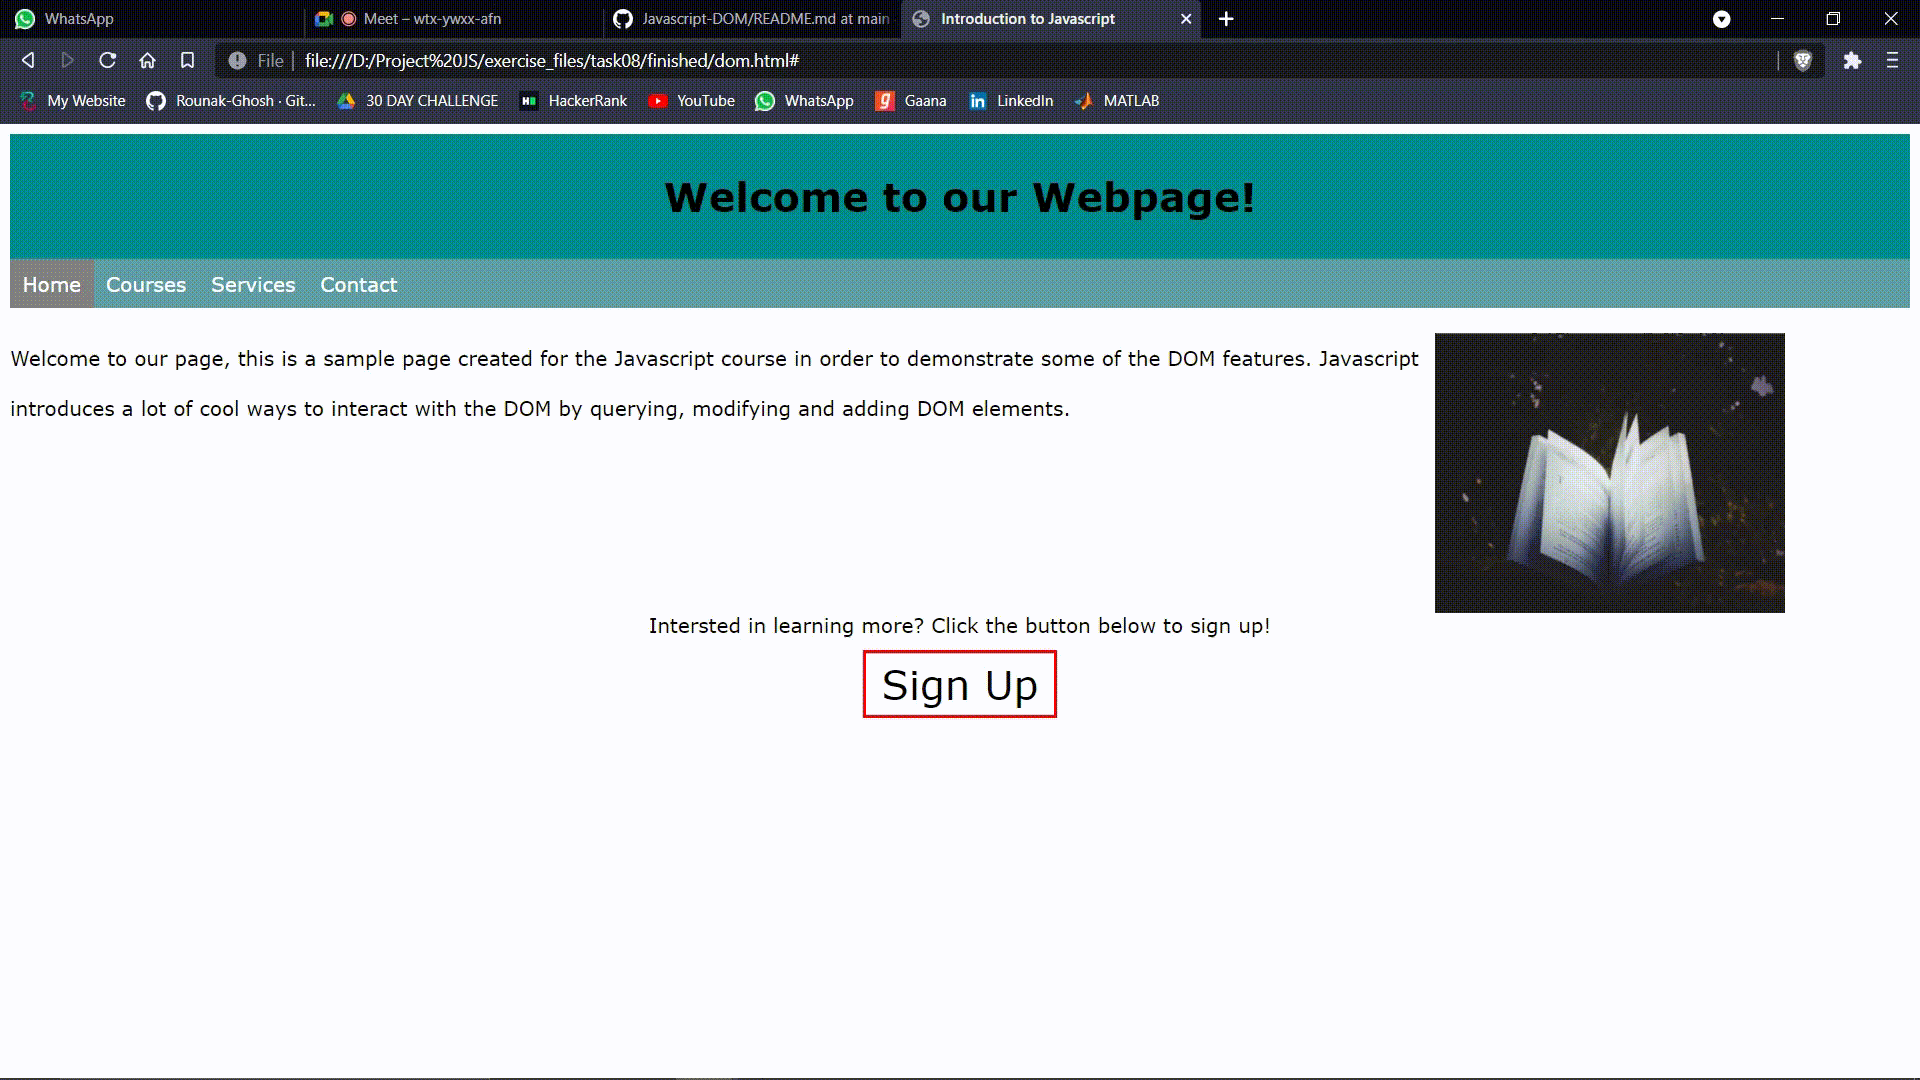 WhatsApp
Meet – wtx-ywxx-afn
Javascript-DOM/README.md at main
Introduction to Javascript
File
file:///D:/Project%20JS/exercise_files/task08/finished/dom.html#
My Website
Rounak-Ghosh · Git...
30 DAY CHALLENGE
HackerRank
YouTube
WhatsApp
Gaana
LinkedIn
MATLAB
Welcome to our Webpage!
Home Courses Services Contact
Welcome to our page, this is a sample page created for the Javascript course in order to demonstrate some of the DOM features. Javascript
introduces a lot of cool ways to interact with the DOM by querying, modifying and adding DOM elements.
Intersted in learning more? Click the button below to sign up!
Sign Up